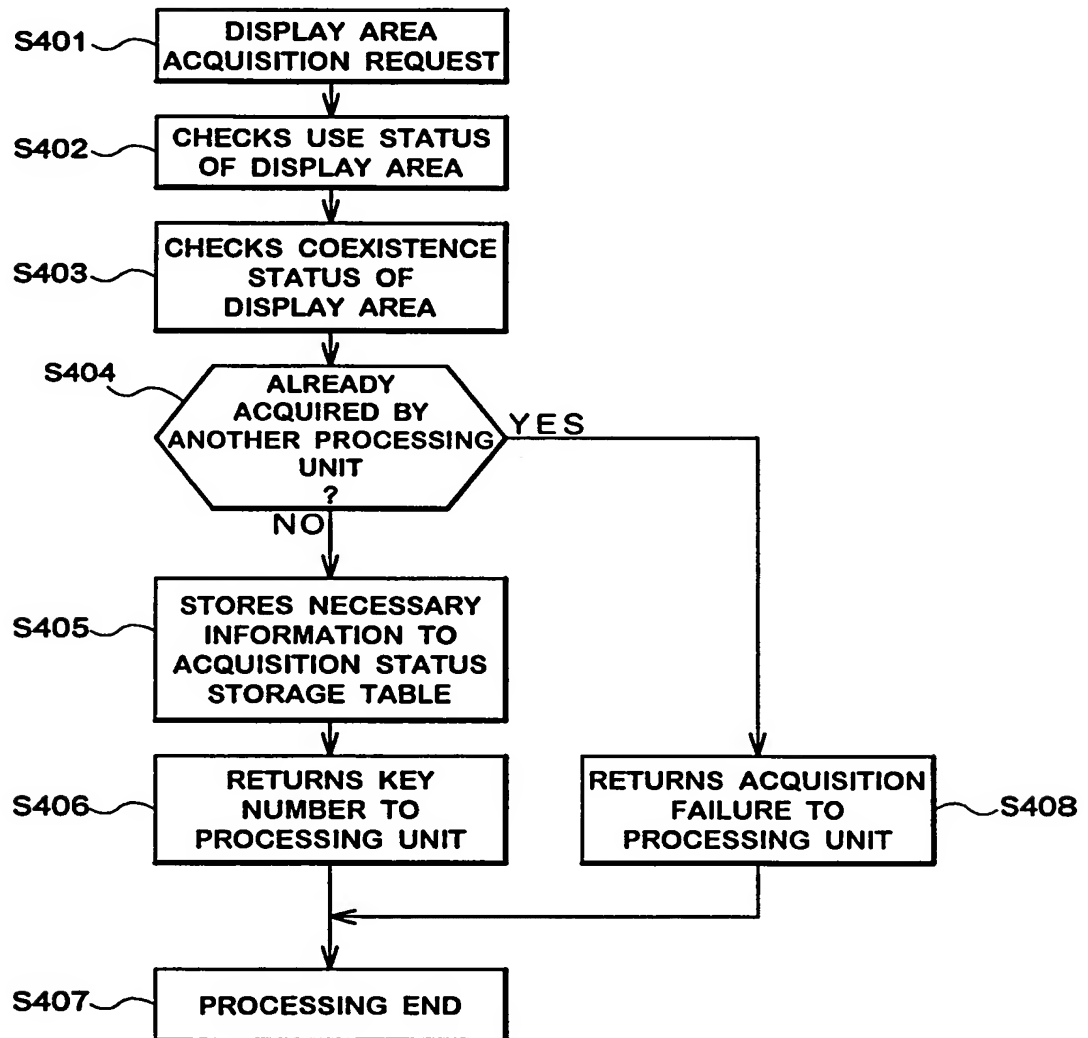 S401
DISPLAY AREA
ACQUISITION REQUEST
S402
CHECKS USE STATUS
OF DISPLAY AREA
S403
CHECKS COEXISTENCE
STATUS OF
DISPLAY AREA
S404
ALREADY
ACQUIRED BY
ANOTHER PROCESSING
UNIT
?
YES
NO
S405
STORES NECESSARY
INFORMATION TO
ACQUISITION STATUS
STORAGE TABLE
S406
RETURNS KEY
NUMBER TO
PROCESSING UNIT
RETURNS ACQUISITION
FAILURE TO
PROCESSING UNIT
S408
S407
PROCESSING END